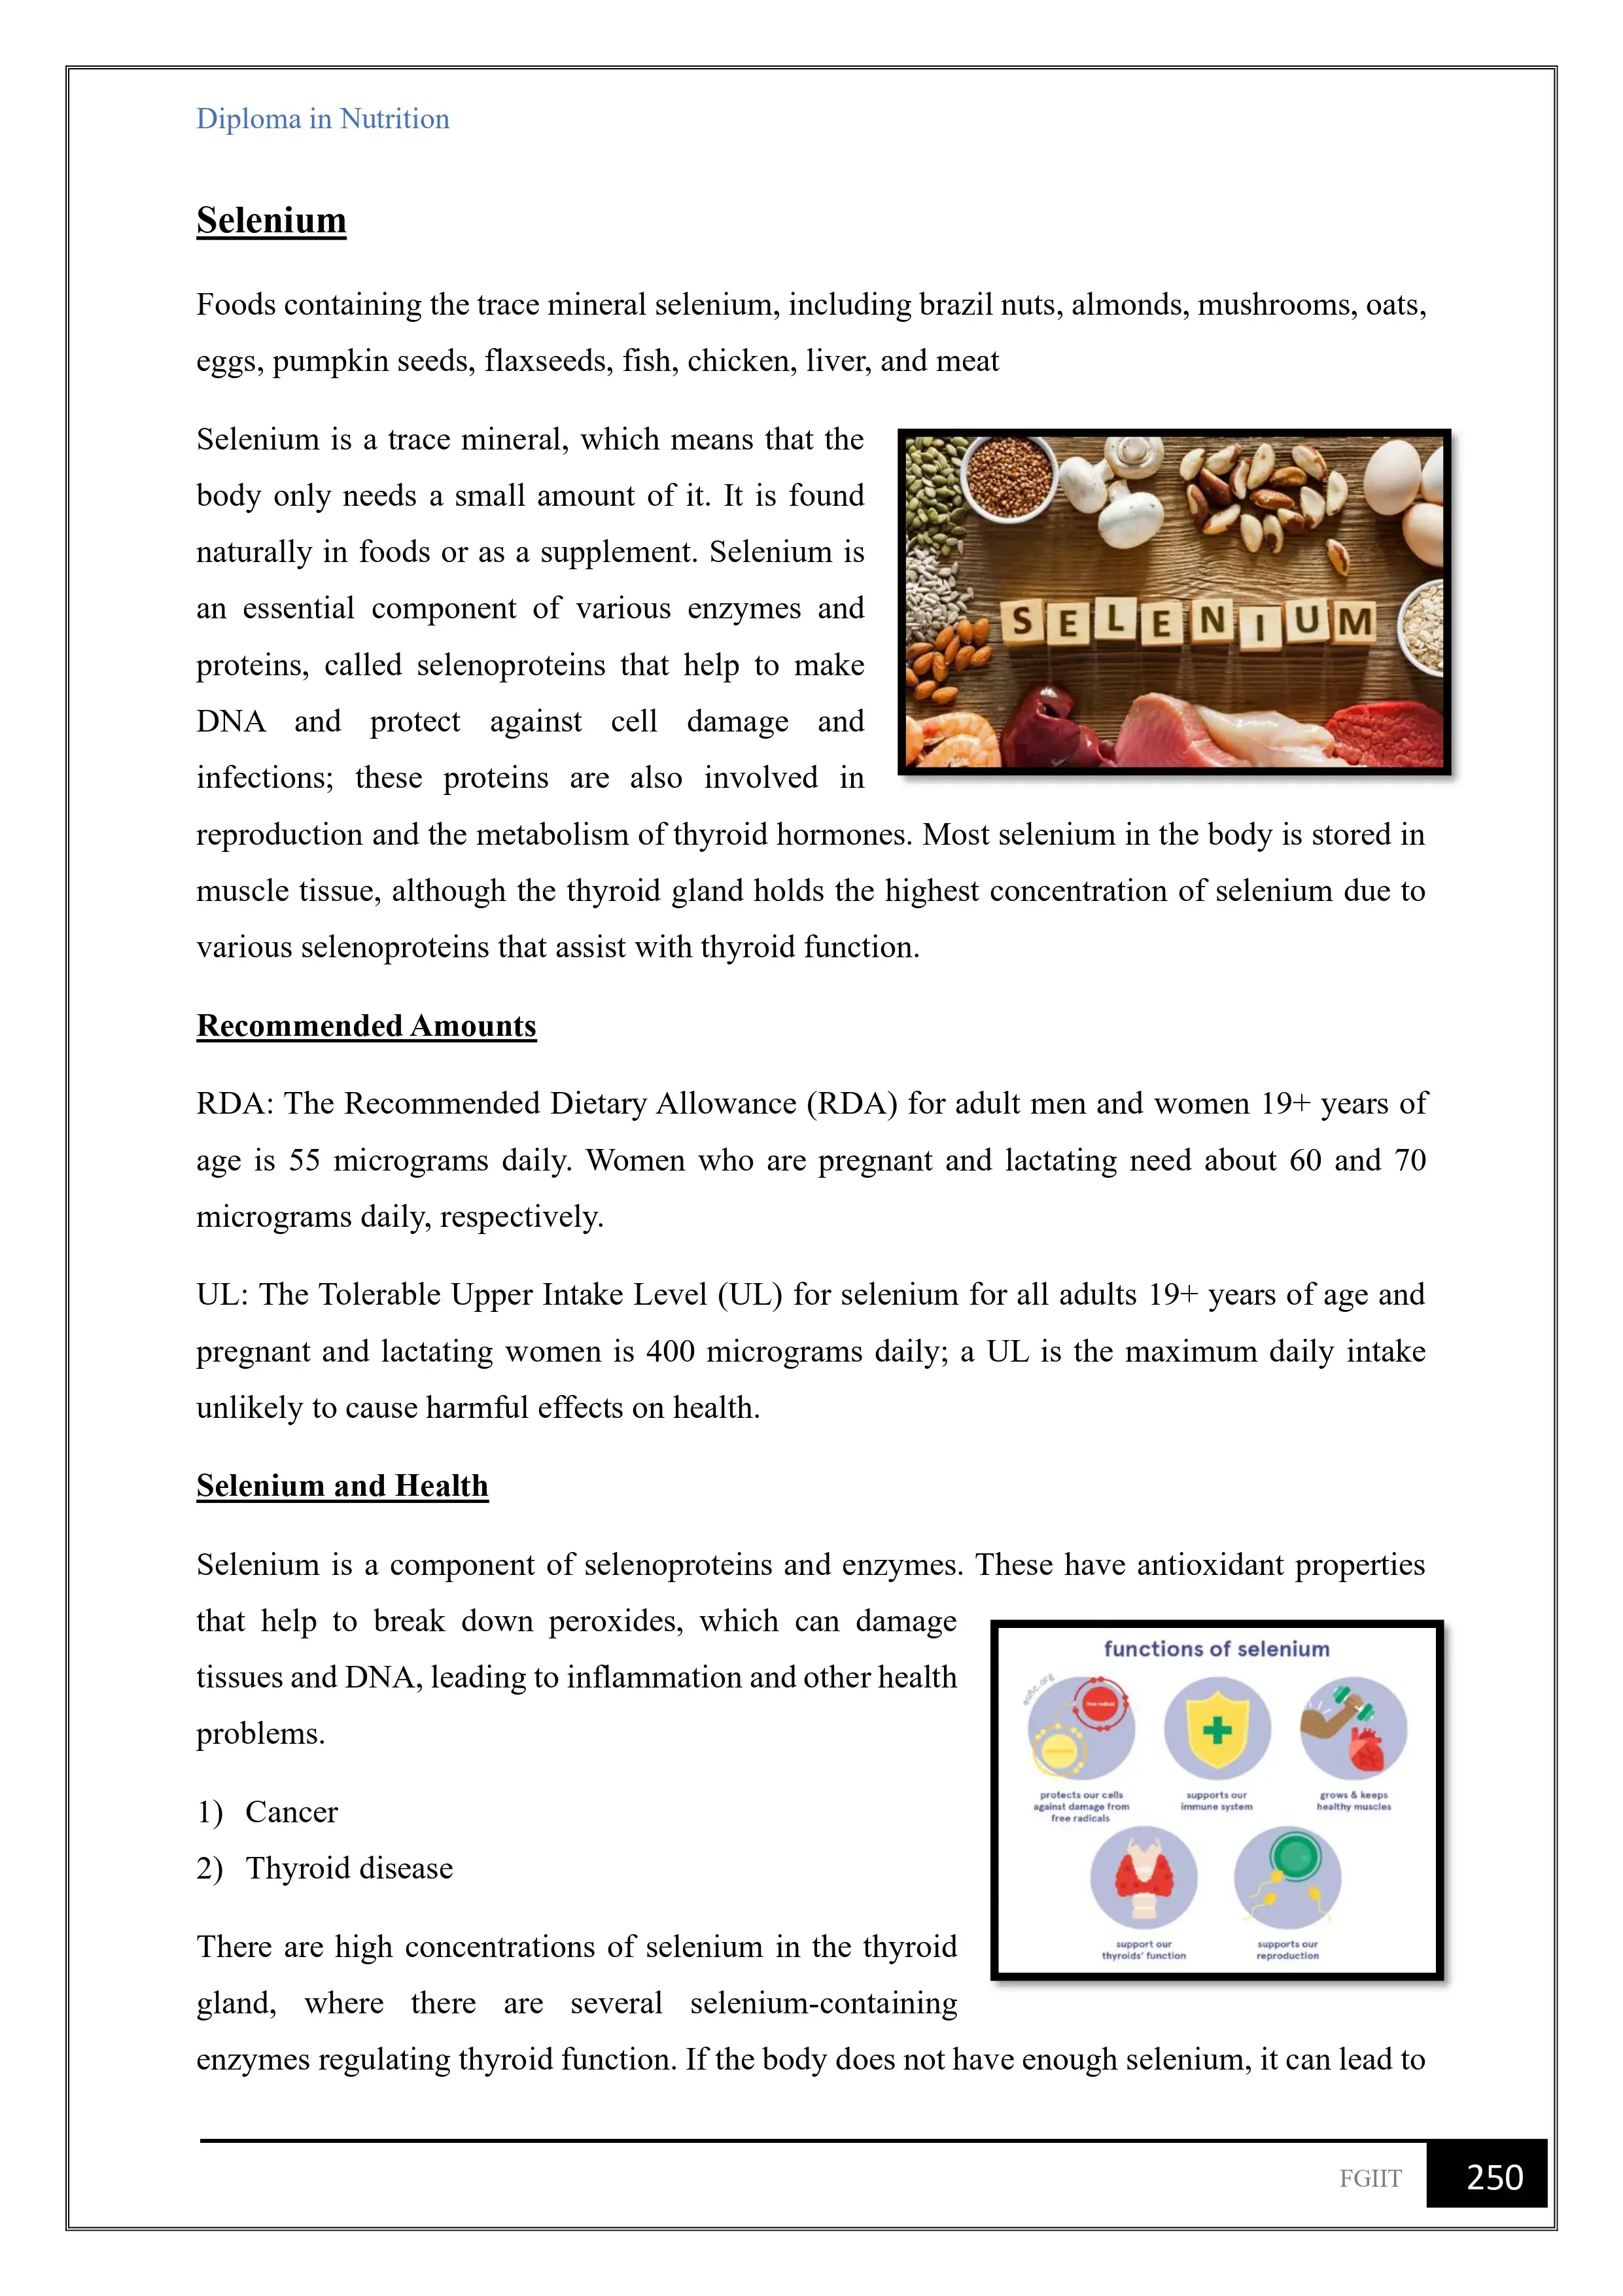 Diploma in Nutrition
Selenium
Foods containing the trace mineral selenium, including brazil nuts, almonds, mushrooms, oats,
eggs, pumpkin seeds, flaxseeds, fish, chicken, liver, and meat
Selenium is a trace mineral, which means that the
body only needs a small amount of it. It is found
naturally in foods or as a supplement. Selenium is
an essential component of various enzymes and
proteins, called selenoproteins that help to make
DNA and protect against cell damage and
infections; these proteins are also involved in
SELENIUM
reproduction and the metabolism of thyroid hormones. Most selenium in the body is stored in
muscle tissue, although the thyroid gland holds the highest concentration of selenium due to
various selenoproteins that assist with thyroid function.
Recommended Amounts
RDA: The Recommended Dietary Allowance (RDA) for adult men and women 19+ years of
age is 55 micrograms daily. Women who are pregnant and lactating need about 60 and 70
micrograms daily, respectively.
UL: The Tolerable Upper Intake Level (UL) for selenium for all adults 19+ years of age and
pregnant and lactating women is 400 micrograms daily; a UL is the maximum daily intake
unlikely to cause harmful effects on health.
Selenium and Health
Selenium is a component of selenoproteins and enzymes. These have antioxidant properties
that help to break down peroxides, which can damage
tissues and DNA, leading to inflammation and other health
problems.
1) Cancer
2) Thyroid disease
There are high concentrations of selenium in the thyroid
gland, where there are several selenium-containing
functions of selenium
eufic.org
free radical
protects our cells
against damage from
free radicals
supports our
immune system
grows & keeps
healthy muscles
support our
thyroids' function
supports our
reproduction
enzymes regulating thyroid function. If the body does not have enough selenium, it can lead to
FGIIT
250